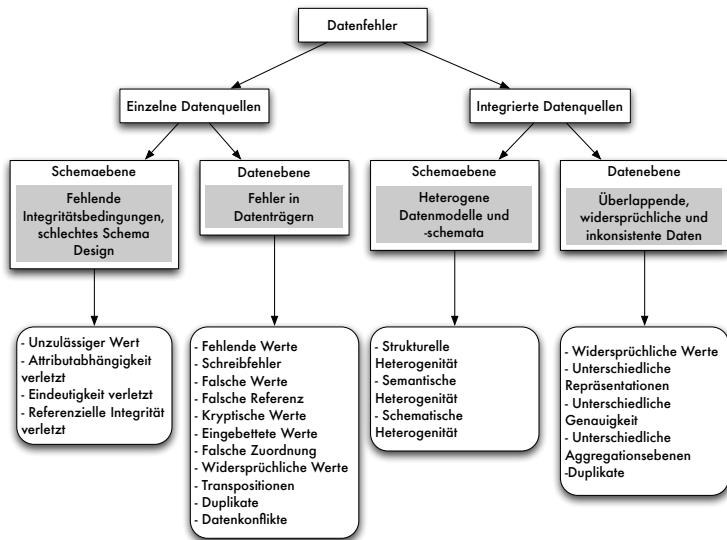 Datenfehler
Einzelne Datenquellen
Integrierte Datenquellen
Schemaebene
Fehlende
Integritätsbedingungen,
schlechtes Schema
Design
Datenebene
Fehler in
Datenträgern
Schemaebene
Heterogene
Datenmodelle und
-schemata
Datenebene
Überlappende,
widersprüchliche und
inkonsistente Daten
- Unzulässiger Wert
- Attributabhängigkeit
verletzt
- Eindeutigkeit verletzt
- Referenzielle Integrität
verletzt
- Fehlende Werte
- Schreibfehler
- Falsche Werte
- Falsche Referenz
- Kryptische Werte
- Eingebettete Werte
- Falsche Zuordnung
- Widersprüchliche Werte
- Transpositionen
- Duplikate
- Datenkonflikte
- Strukturelle
Heterogenität
- Semantische
Heterogenität
- Schematische
Heterogenität
- Widersprüchliche Werte
- Unterschiedliche
Repräsentationen
- Unterschiedliche
Genauigkeit
- Unterschiedliche
Aggregationsebenen
-Duplikate